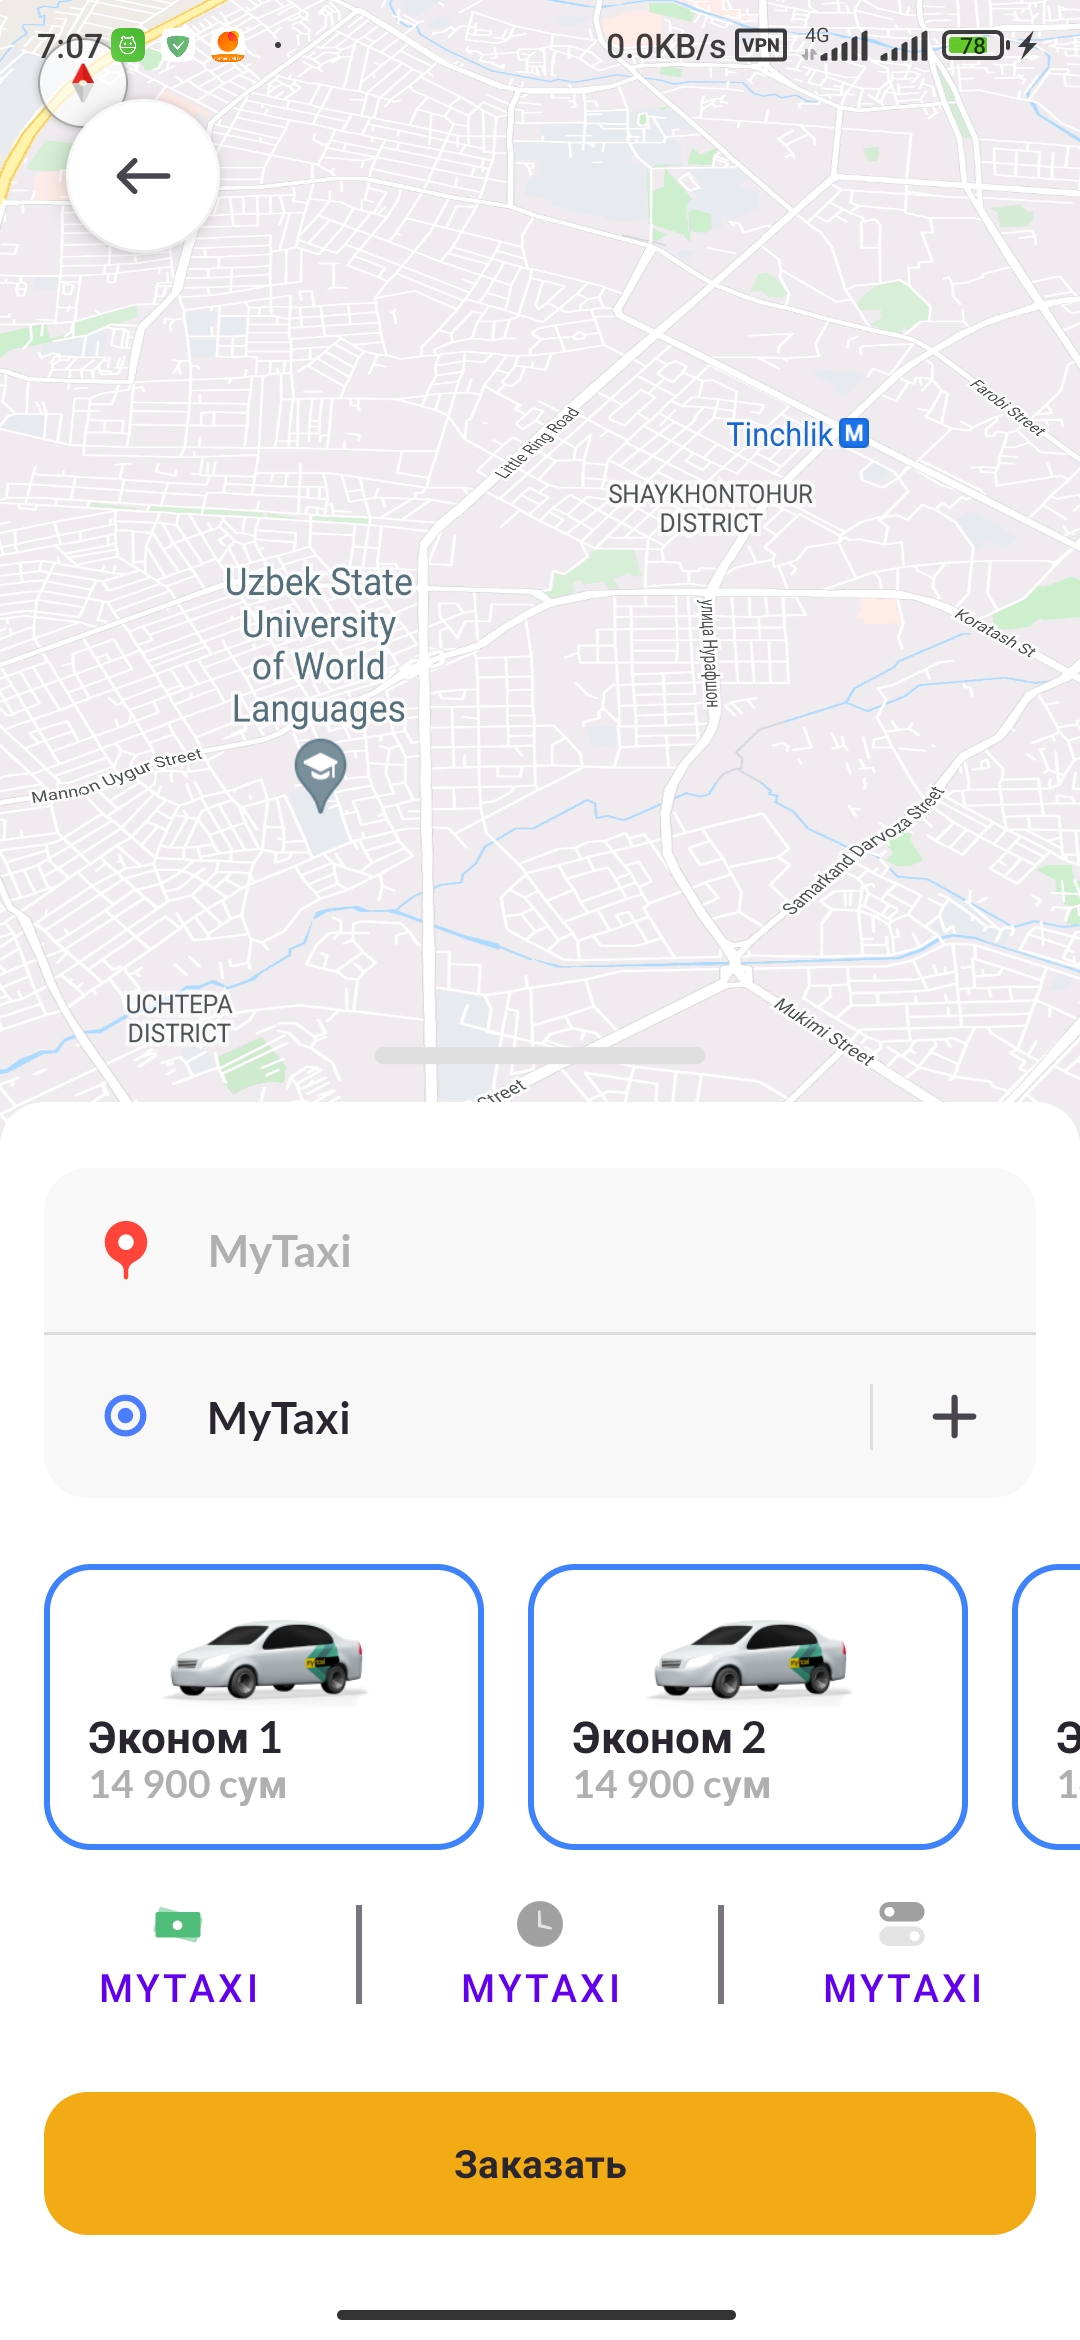 7:07
0.0KB/s VPN 4G 78
Farobi Street
Little Ring Road
Tinchlik M
SHAYKHONTOHUR
DISTRICT
Uzbek State
University
of World
Languages
улица Нурафшон
Koratash St
Mannon Uygur Street
Samarkand Darvoza Street
UCHTEPA
DISTRICT
Mukimi Street
Street
MyTaxi
MyTaxi
Эконом 1
14 900 сум
Эконом 2
14 900 сум
MYTAXI
MYTAXI
MYTAXI
Заказать